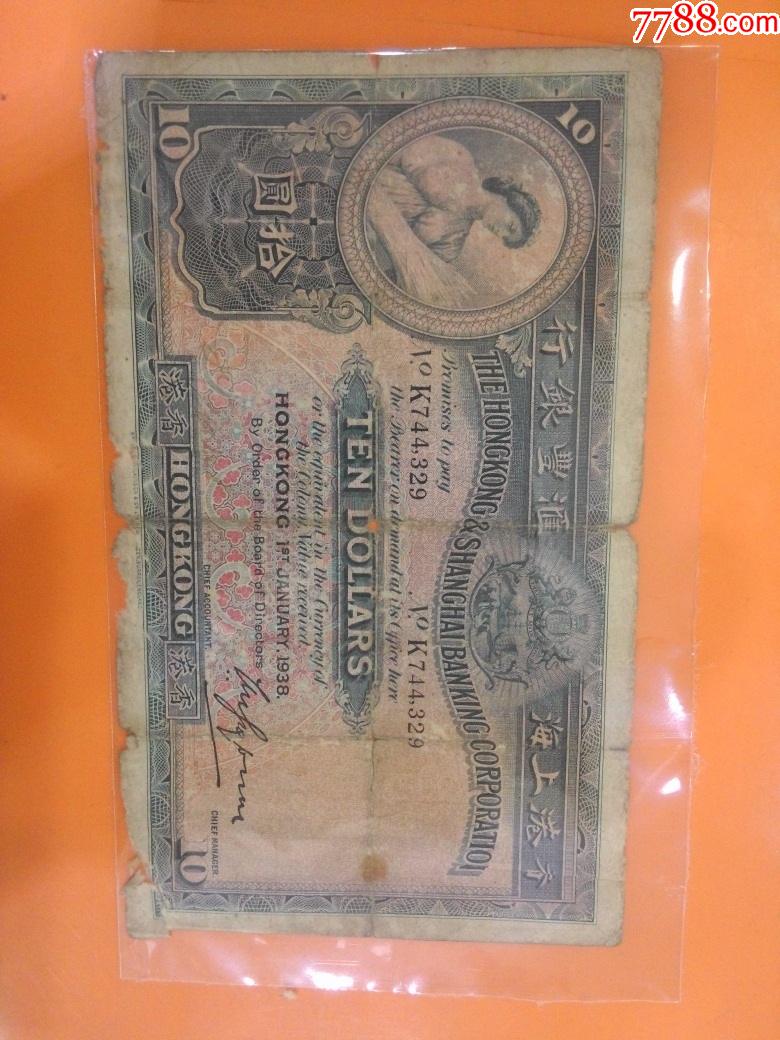 7788.com
10
10
香港上海
匯豐銀行
THE HONGKONG & SHANGHAI BANKING CORPORATION
Promises to pay
No K744,329
No K744,329
the Bearer on demand at its Office here
拾圓
TEN DOLLARS
or the equivalent in the Currency of
the Colony, Value received.
HONGKONG 1ST JANUARY, 1938.
By Order of the Board of Directors
CHIEF ACCOUNTANT.
CHIEF MANAGER.
香港
HONGKONG
香港
10